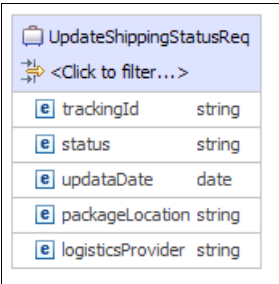 UpdateShippingStatusReq
<Click to filter...>
trackingId string
status string
updataDate date
packageLocation string
logisticsProvider string